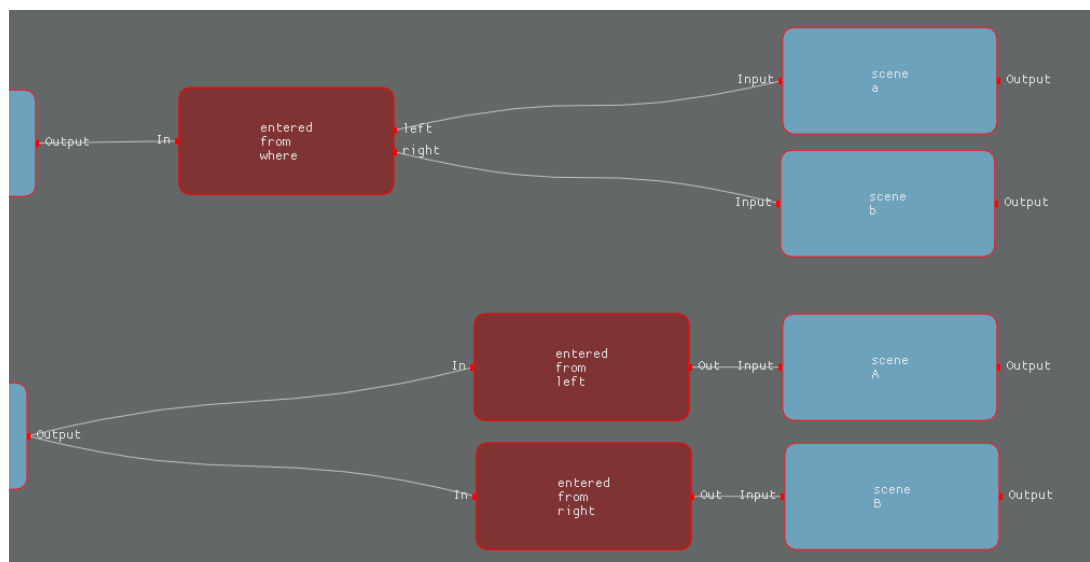 Input
scene
a
Output
Output
In
entered
from
where
left
right
Input
scene
b
Output
Output
In
entered
from
left
Out
Input
scene
A
Output
In
entered
from
right
Out
Input
scene
B
Output